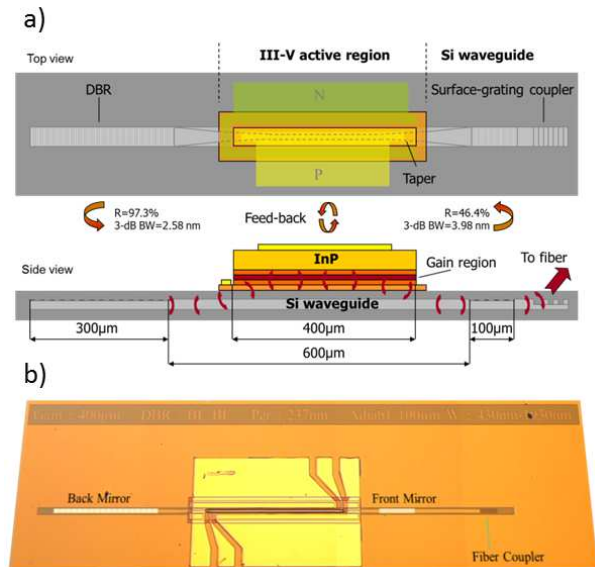 a)
III-V active region
Si waveguide
Top view
DBR
N
Surface-grating coupler
Taper
P
R=97.3%
3-dB BW=2.58 nm
Feed-back
R=46.4%
3-dB BW=3.98 nm
InP
To fiber
Gain region
Side view
Si waveguide
300µm
400µm
100µm
600µm
b)
DBR
Back Mirror
Front Mirror
Fiber Coupler